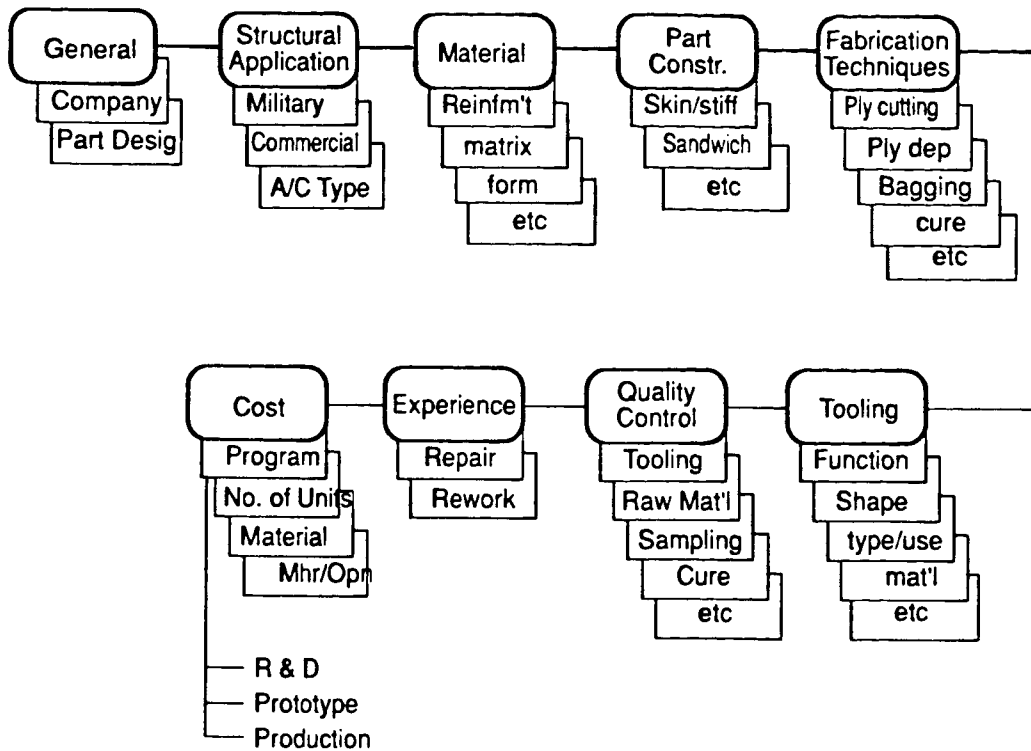 General
Company
Part Desig
Structural
Application
Military
Commercial
A/C Type
Material
Reinfm't
matrix
form
etc
Part
Constr.
Skin/stiff
Sandwich
etc
Fabrication
Techniques
Ply cutting
Ply dep
Bagging
cure
etc
Cost
Program
No. of Units
Material
Mhr/Opn
R & D
Prototype
Production
Experience
Repair
Rework
Quality
Control
Tooling
Raw Mat'l
Sampling
Cure
etc
Tooling
Function
Shape
type/use
mat'l
etc